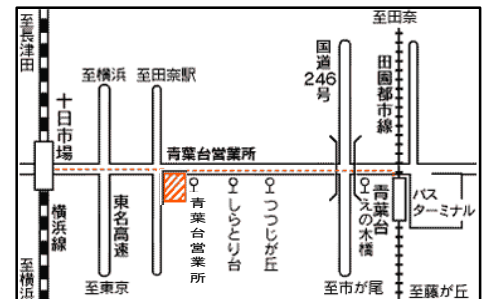 至長津田
十日市場
横浜線
至横浜
至横浜
至田奈駅
東名高速
至東京
青葉台営業所
青葉台営業所
しらとり台
つつじが丘
国道246号
えの木橋
至市が尾
至田奈
田園都市線
青葉台
バス
ターミナル
至藤が丘